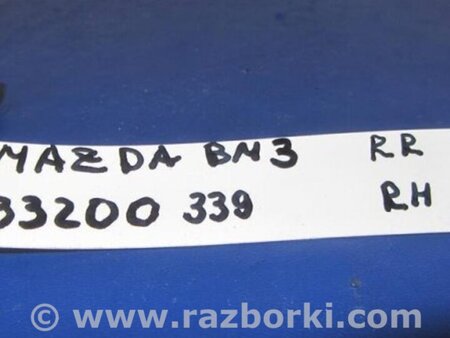 MAZDA BN3 RR
33200 339 RH
© www.razborki.com